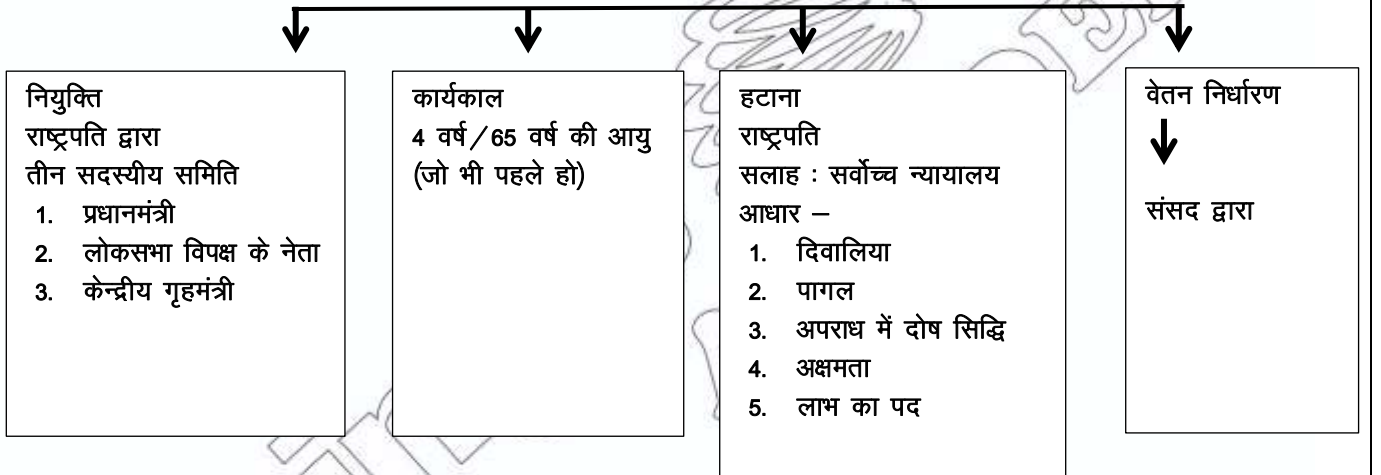 नियुक्ति
राष्ट्रपति द्वारा
तीन सदस्यीय समिति
1. प्रधानमंत्री
2. लोकसभा विपक्ष के नेता
3. केन्द्रीय गृहमंत्री
कार्यकाल
4 वर्ष/65 वर्ष की आयु
(जो भी पहले हो)
हटाना
राष्ट्रपति
सलाह : सर्वोच्च न्यायालय
आधार –
1. दिवालिया
2. पागल
3. अपराध में दोष सिद्धि
4. अक्षमता
5. लाभ का पद
वेतन निर्धारण
संसद द्वारा